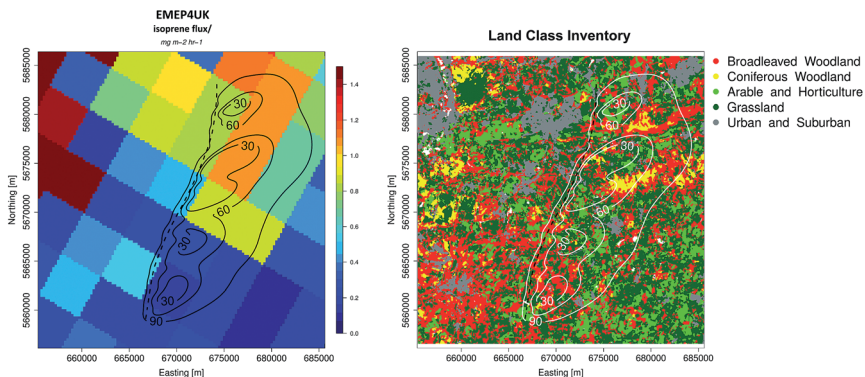 EMEP4UK
isoprene flux/
mg m−2 hr−1
Northing [m]
5685000
5680000
5675000
5670000
5665000
5660000
30
60
30
60
30
30
90
1.4
1.2
1.0
0.8
0.6
0.4
0.2
0.0
660000 665000 670000 675000 680000 685000
Easting [m]
Land Class Inventory
Northing [m]
5685000
5680000
5675000
5670000
5665000
5660000
30
60
30
60
30
30
90
660000 665000 670000 675000 680000 685000
Easting [m]
Broadleaved Woodland
Coniferous Woodland
Arable and Horticulture
Grassland
Urban and Suburban